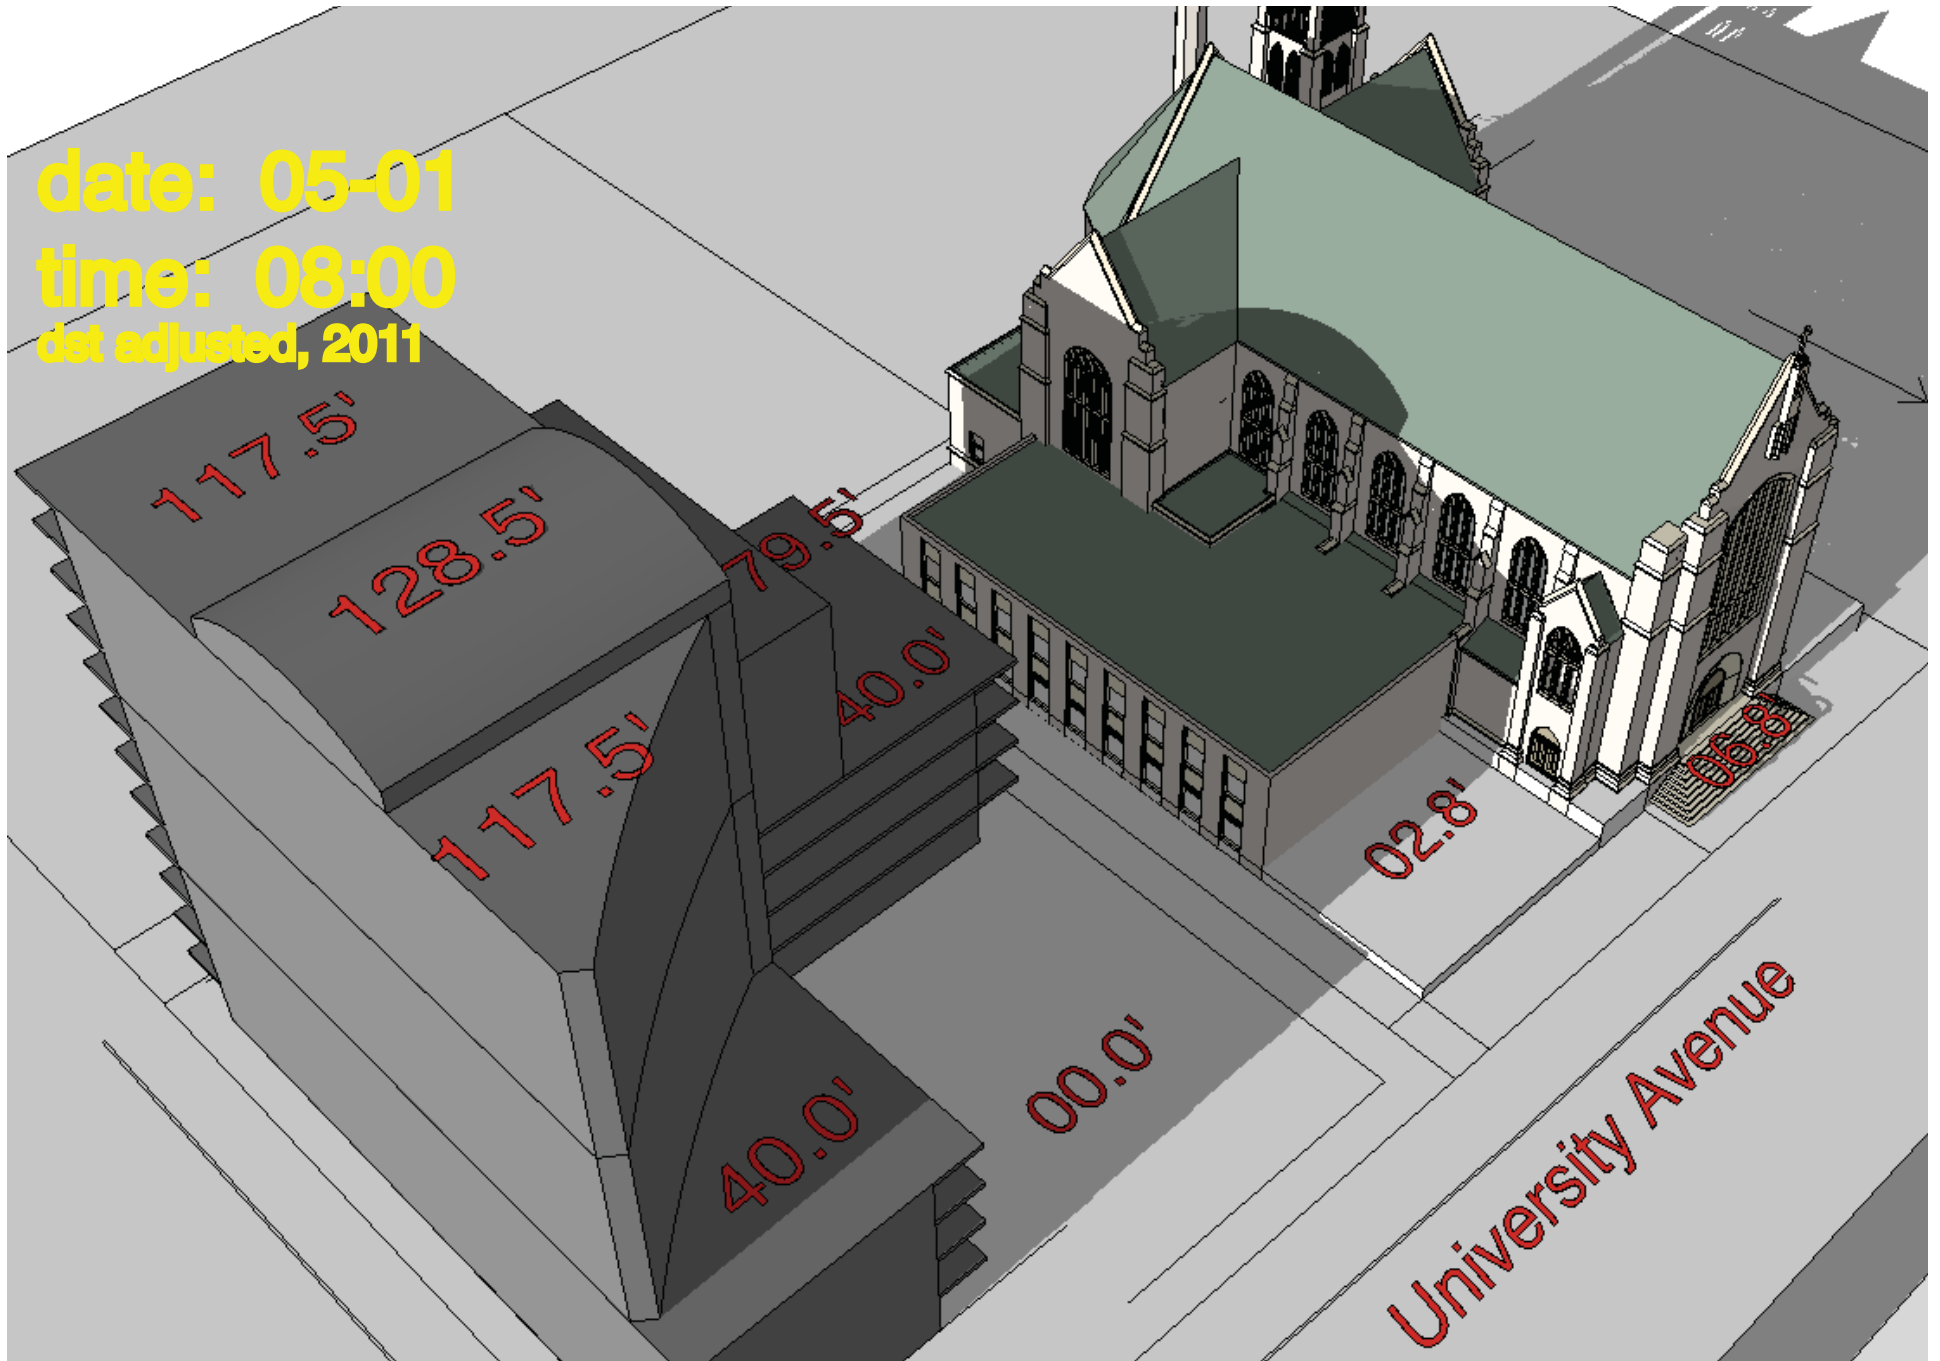 date: 05-01
time: 08:00
dst adjusted, 2011
117.5'
128.5'
79.5'
40.0'
117.5'
06.8'
02.8'
00.0'
40.0'
University Avenue